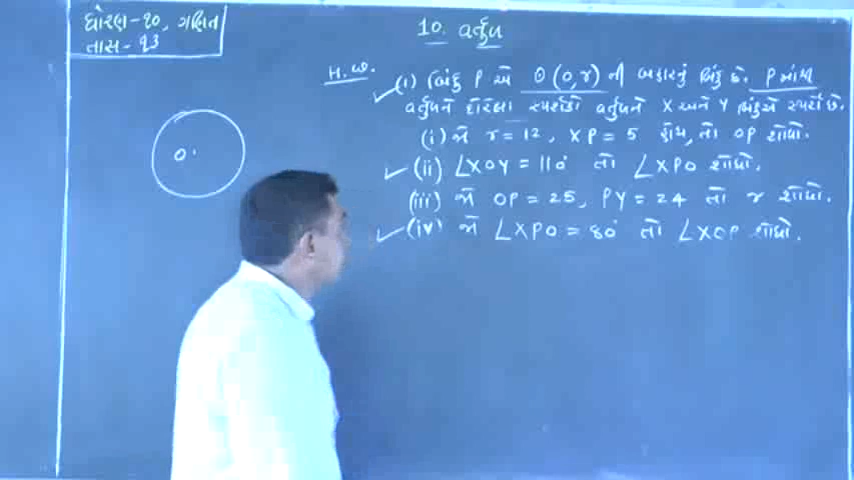 ધોરણ-૧૦, ગણિત
તાસ-૧૩
10. વર્તુળ
H.W.
(1) બિંદુ P એ ⊙(O,r) ની બહારનું બિંદુ છે. P માંથી
વર્તુળને દોરેલા સ્પર્શકો વર્તુળને X અને Y બિંદુએ સ્પર્શે છે.
(i) જો r = 12, XP = 5 હોય, તો OP શોધો.
(ii) ∠XOY = 110° તો ∠XPO શોધો.
(iii) જો OP = 25, PY = 24 તો r શોધો.
(iv) જો ∠XPO = 80° તો ∠XOP શોધો.
O